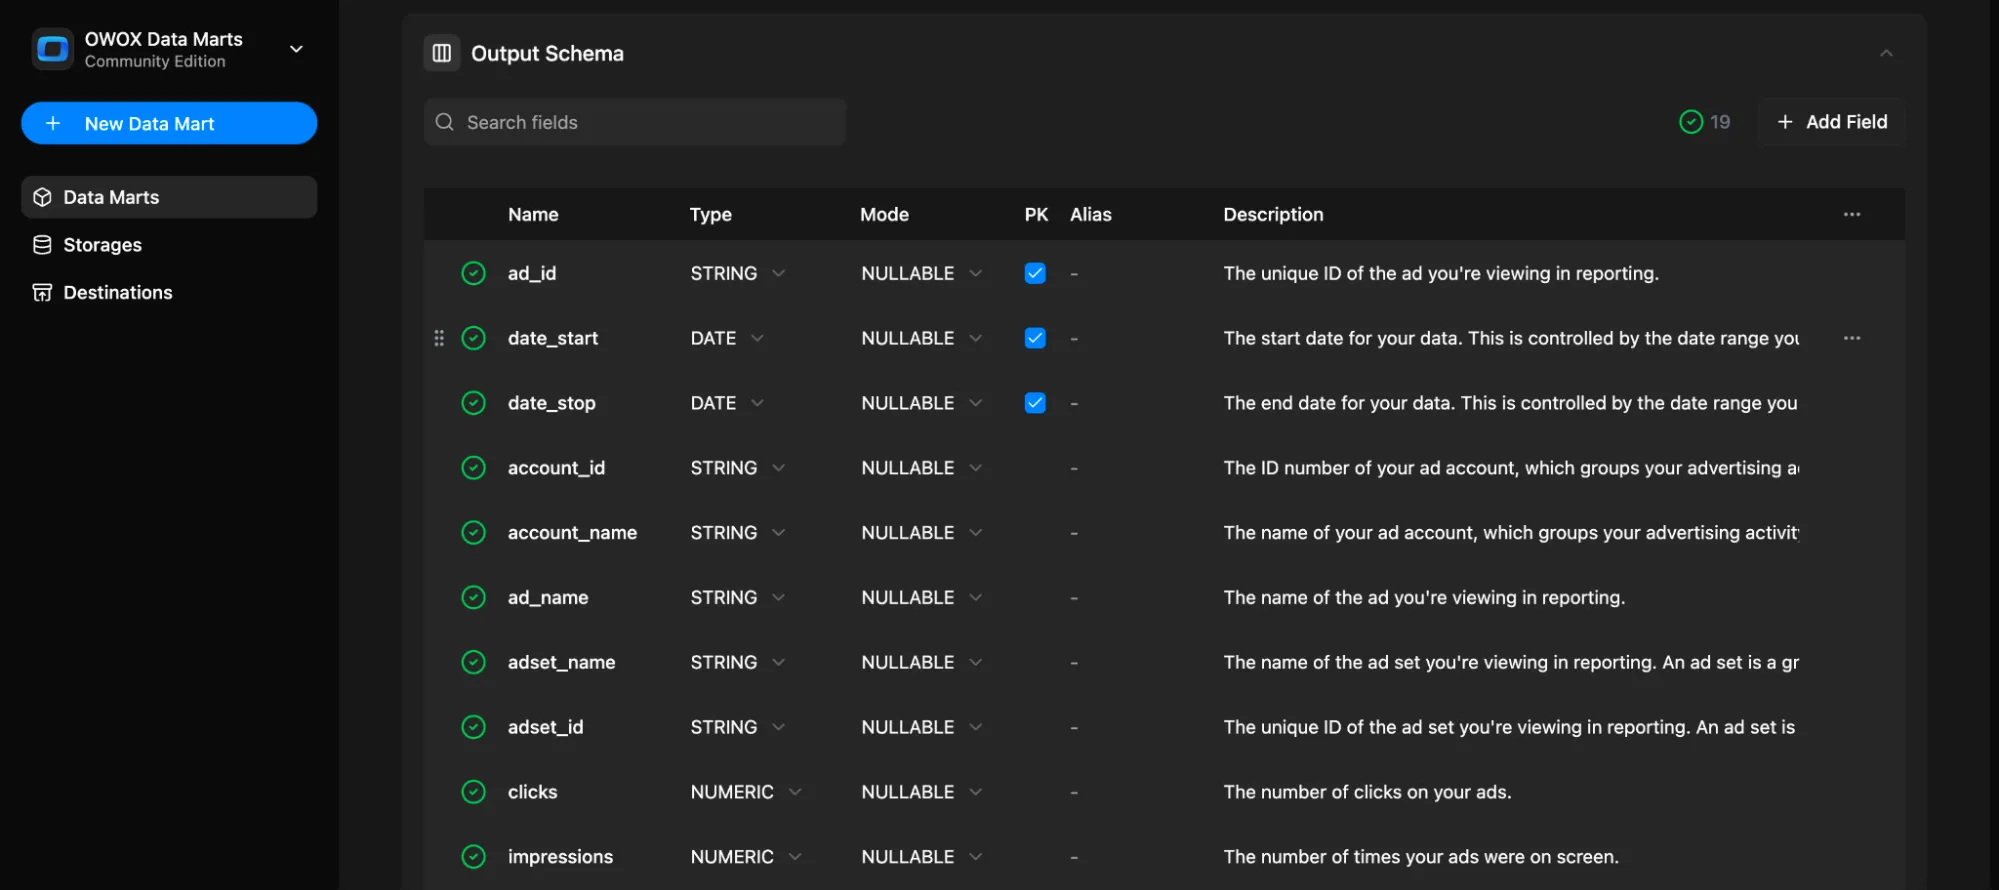 OWOX Data Marts
Community Edition
New Data Mart
Data Marts
Storages
Destinations
Output Schema
Search fields
19
Add Field
Name Type Mode PK Alias Description
ad_id STRING NULLABLE - The unique ID of the ad you're viewing in reporting.
date_start DATE NULLABLE - The start date for your data. This is controlled by the date range you
date_stop DATE NULLABLE - The end date for your data. This is controlled by the date range you
account_id STRING NULLABLE - The ID number of your ad account, which groups your advertising a
account_name STRING NULLABLE - The name of your ad account, which groups your advertising activit
ad_name STRING NULLABLE - The name of the ad you're viewing in reporting.
adset_name STRING NULLABLE - The name of the ad set you're viewing in reporting. An ad set is a gr
adset_id STRING NULLABLE - The unique ID of the ad set you're viewing in reporting. An ad set is
clicks NUMERIC NULLABLE - The number of clicks on your ads.
impressions NUMERIC NULLABLE - The number of times your ads were on screen.